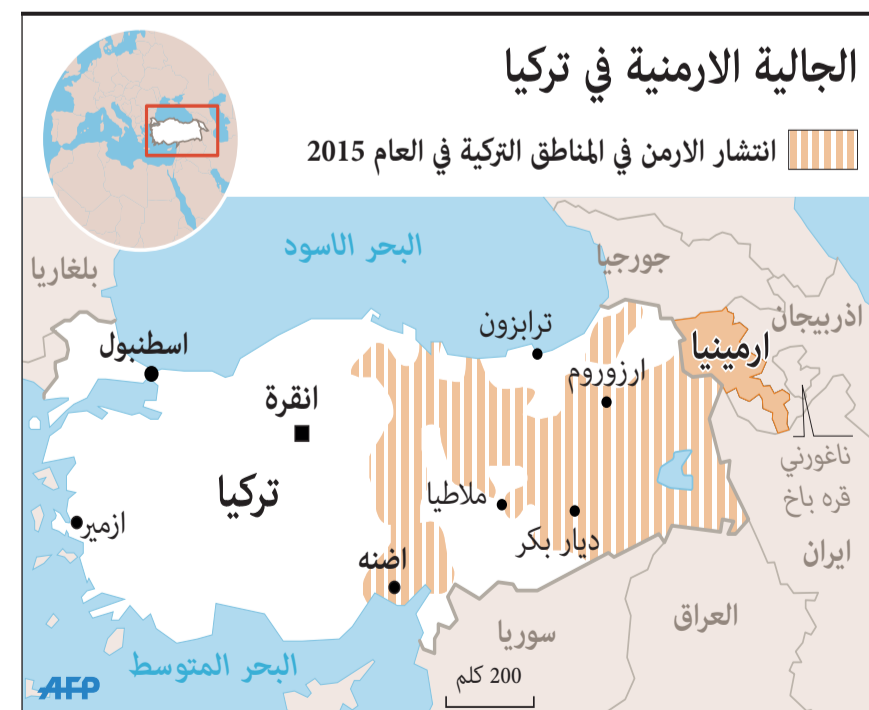 الجالية الارمنية في تركيا
انتشار الارمن في المناطق التركية في العام 2015
البحر الاسود
بلغاريا
جورجيا
اذربيجان
ارمينيا
ترابزون
اسطنبول
ارزوروم
انقرة
ناغورني
قره باخ
تركيا
ملاطيا
ازمير
ديار بكر
ايران
اضنه
العراق
سوريا
البحر المتوسط
200 كلم
AFP